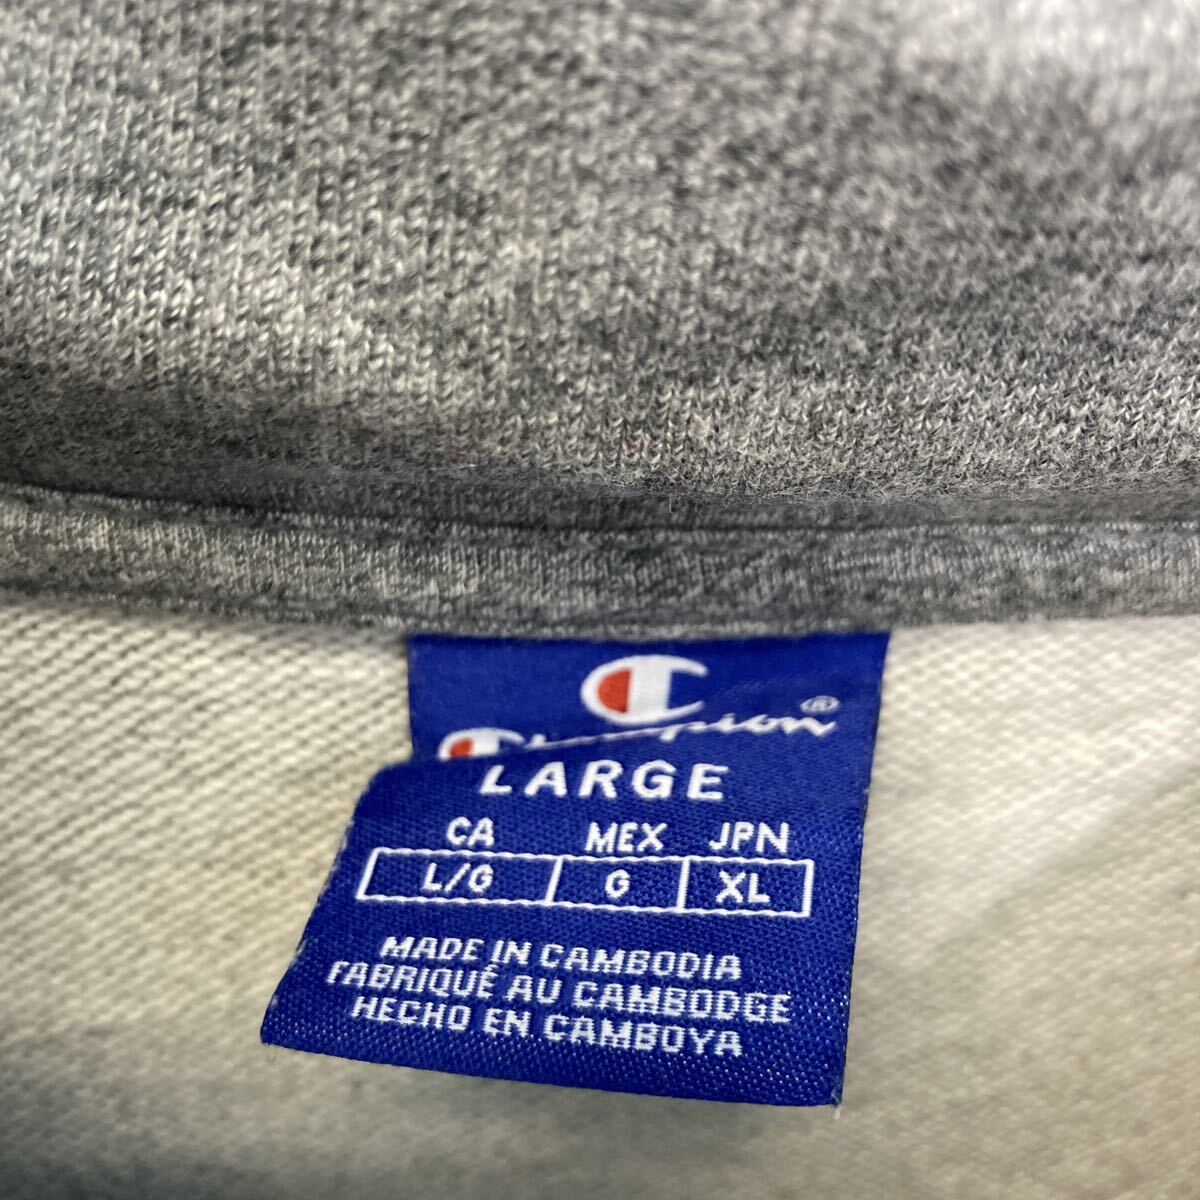 Champion®
LARGE
CA MEX JPN
L/G G XL
MADE IN CAMBODIA
FABRIQUÉ AU CAMBODGE
HECHO EN CAMBOYA